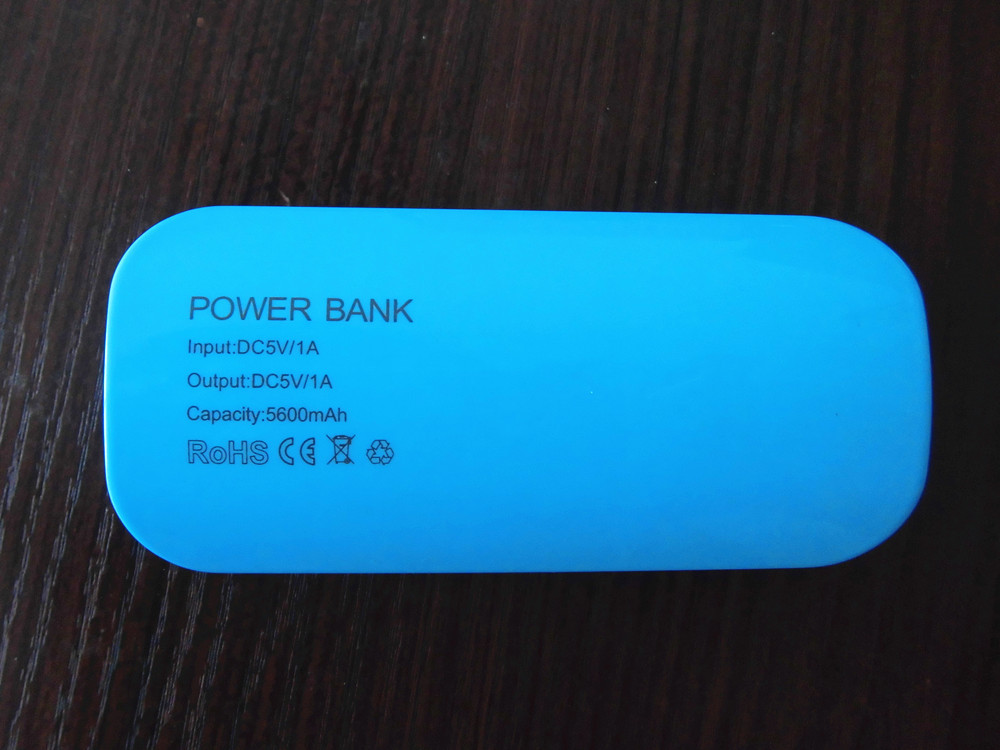 POWER BANK
Input:DC5V/1A
Output:DC5V/1A
Capacity:5600mAh
RoHS CE